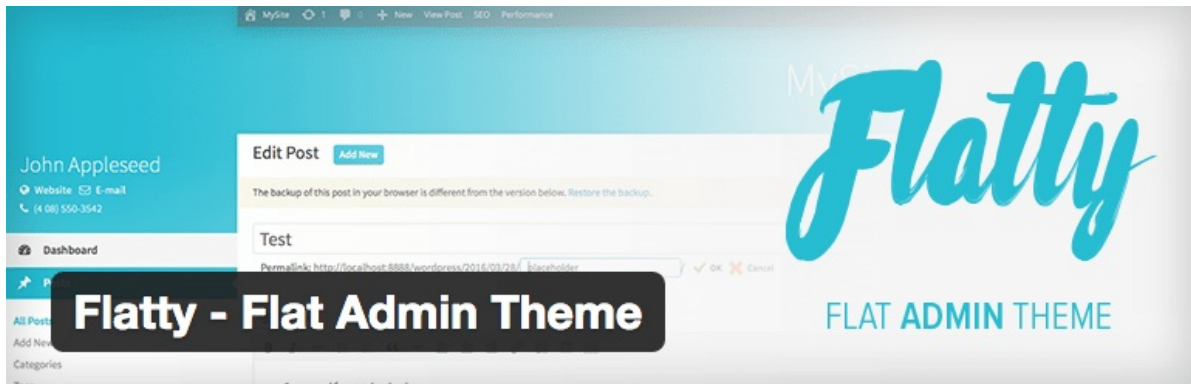 MySite 1 0 New View Post SEO Performance
Flatty
John Appleseed
Website E-mail
(4 08) 550-3542
Edit Post Add New
The backup of this post in your browser is different from the version below. Restore the backup.
Dashboard
Test
Permalink: http://localhost:8888/wordpress/2016/03/28/ placeholder / OK Cancel
Flatty - Flat Admin Theme
FLAT ADMIN THEME
All Posts
Add New
Categories